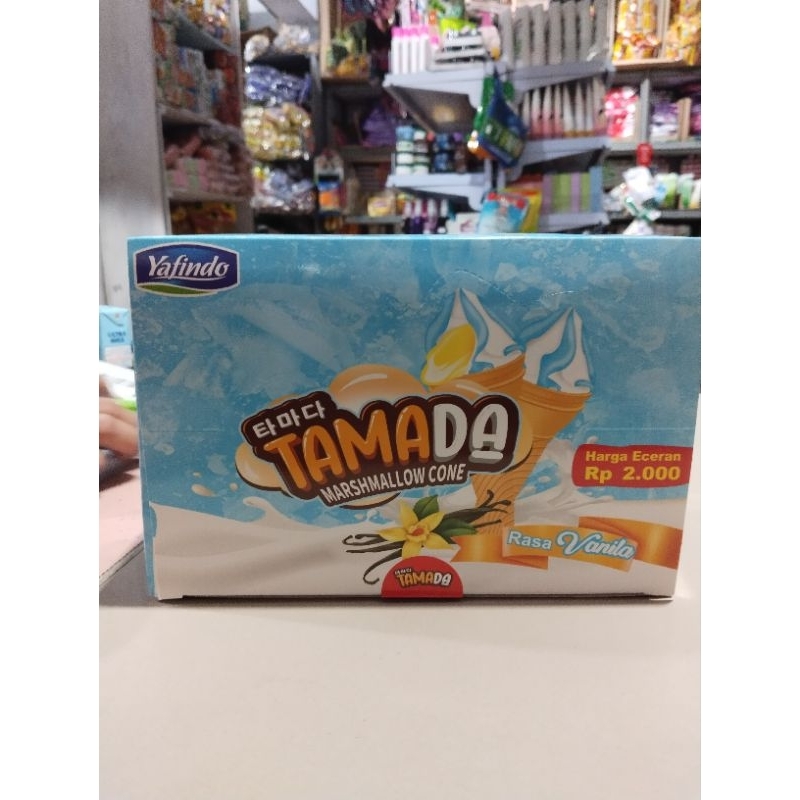 Yafindo
타마다
TAMADA
MARSHMALLOW CONE
Harga Eceran
Rp 2.000
Rasa Vanila
타마다
TAMADA